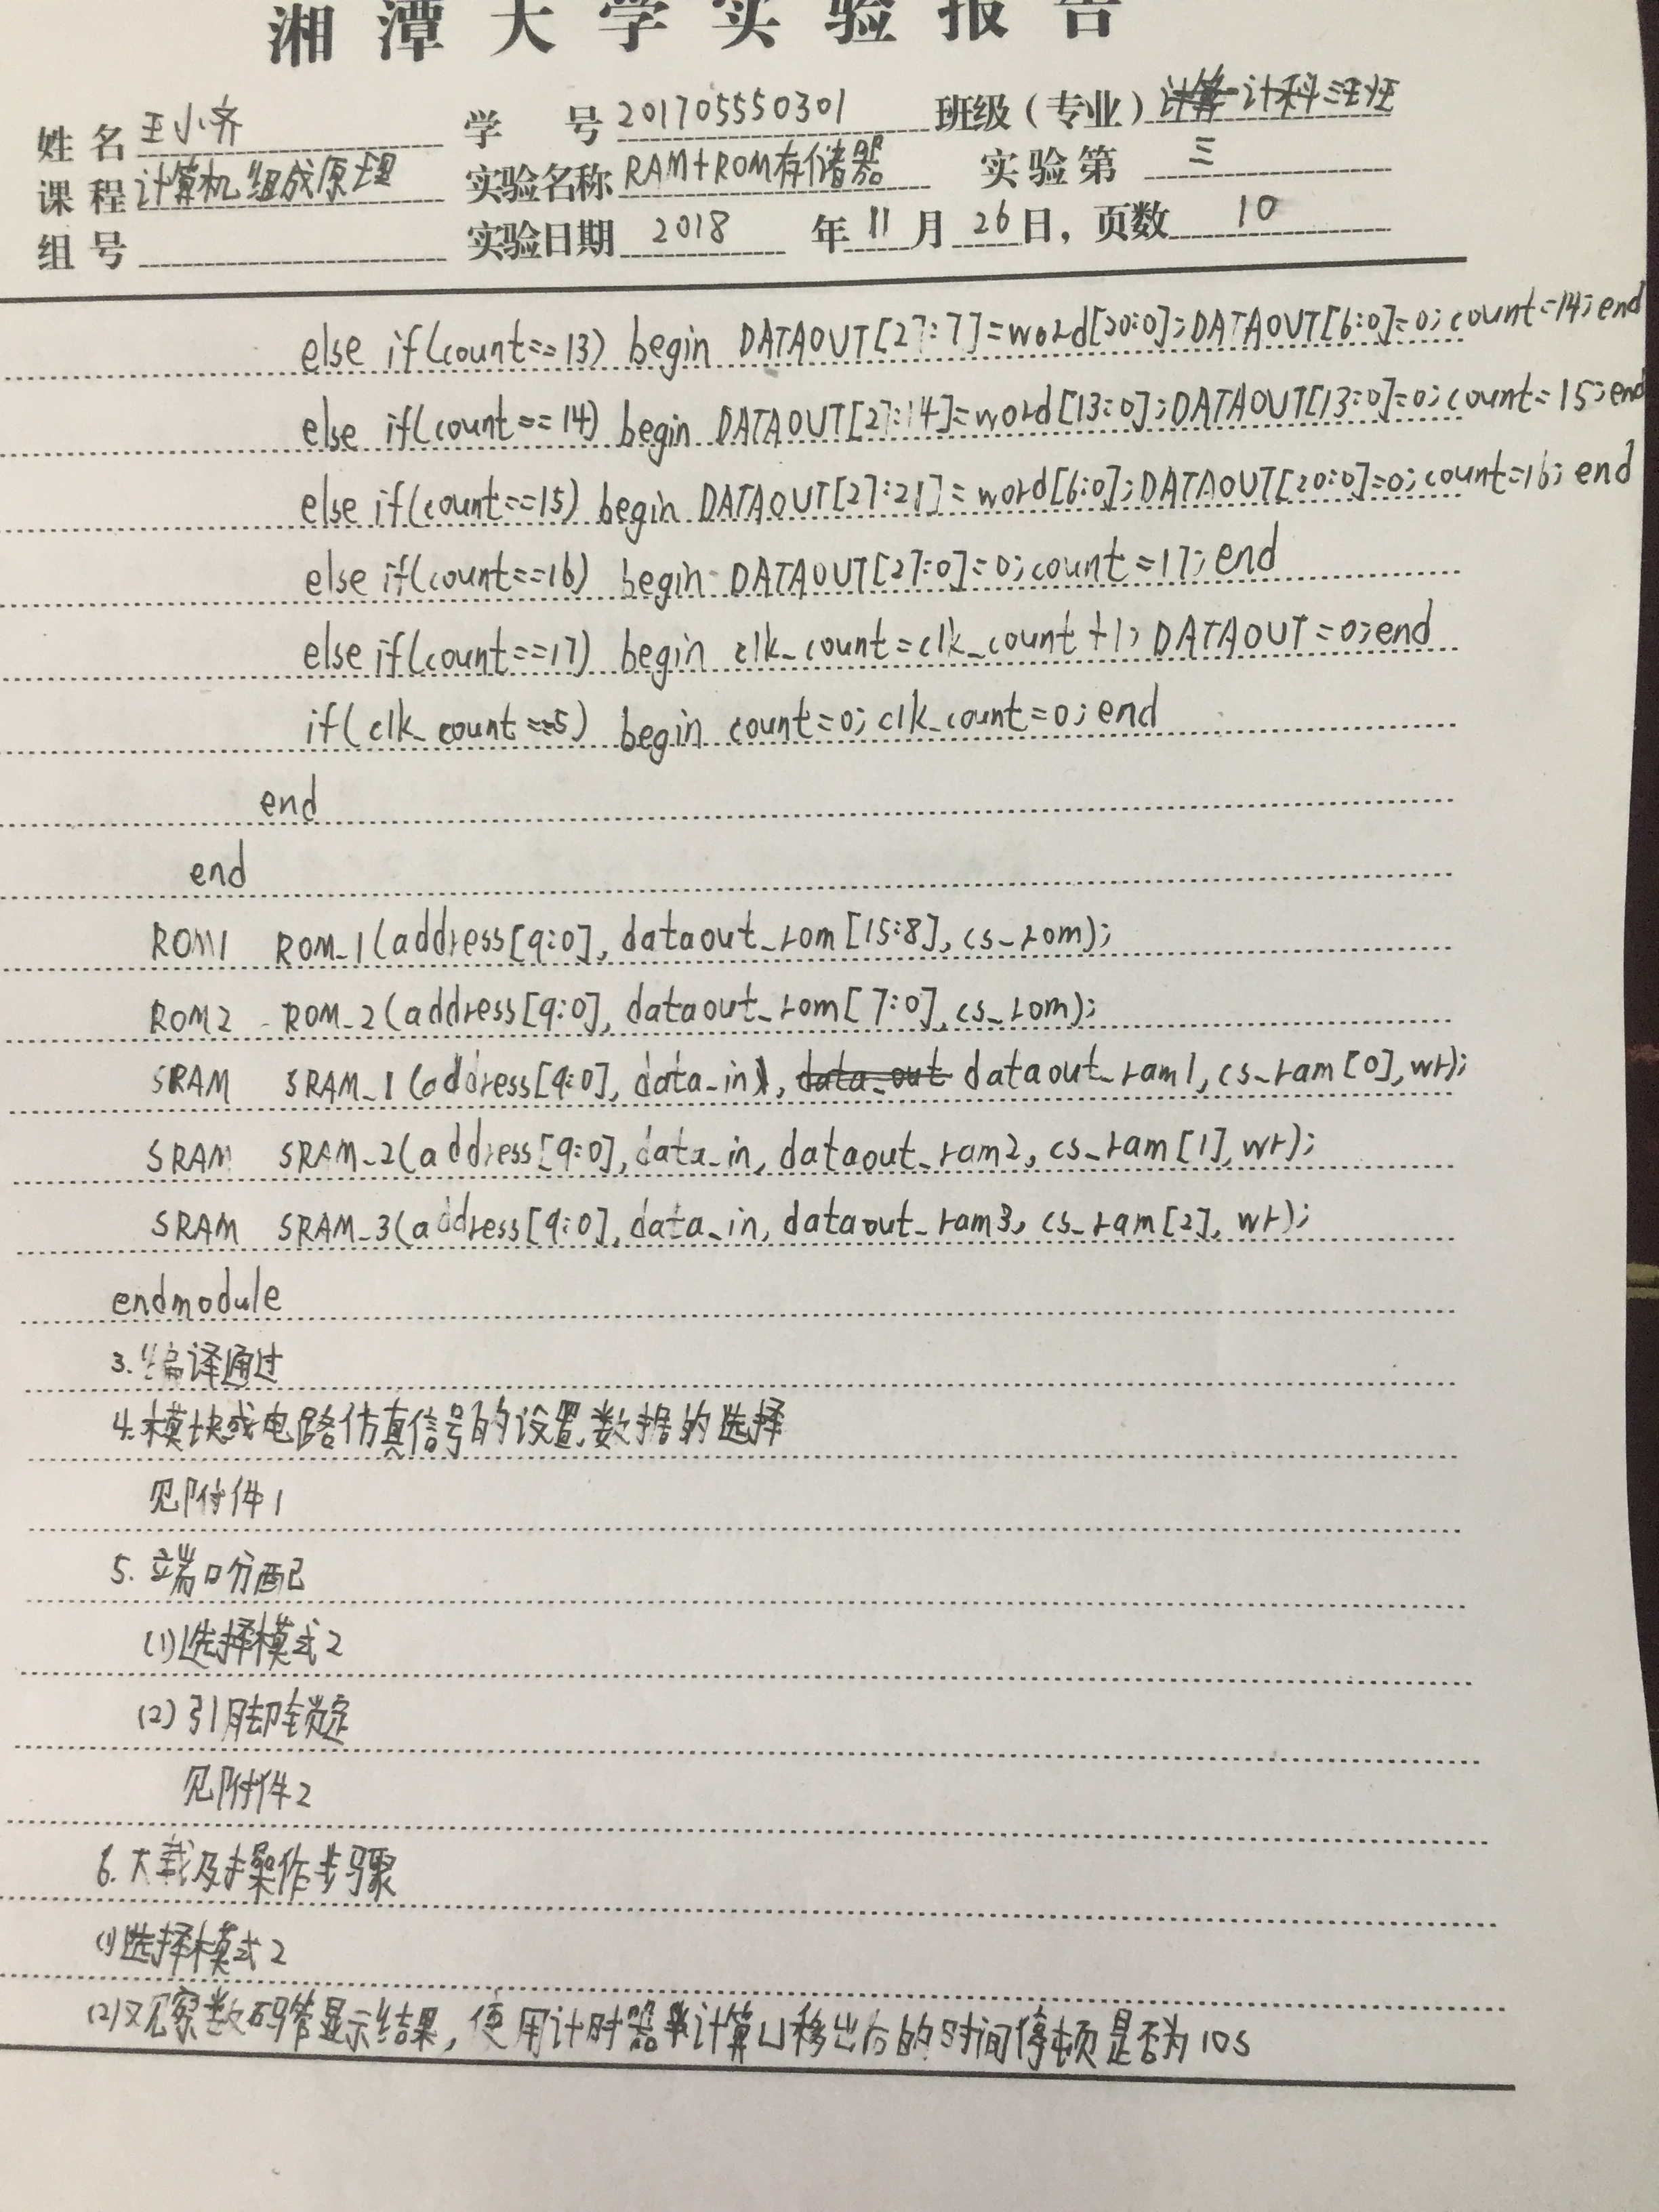 湘潭大学实验报告
姓名 王小齐 学号 201705550301 班级(专业) 计科三班
课程 计算机组成原理 实验名称 RAM+ROM存储器 实验第 三
组号 实验日期 2018 年 11 月 26 日, 页数 10
else if(count==13) begin DATAOUT[27:7]=word[20:0];DATAOUT[6:0]=0;count=14;end
else if(count==14) begin DATAOUT[27:14]=word[13:0];DATAOUT[13:0]=0;count=15;end
else if(count==15) begin DATAOUT[27:21]=word[6:0];DATAOUT[20:0]=0;count=16;end
else if(count==16) begin DATAOUT[27:0]=0;count=17;end
else if(count==17) begin clk_count=clk_count+1;DATAOUT=0;end
if(clk_count==5) begin count=0;clk_count=0;end
end
end
ROM1 ROM_1(address[9:0],dataout_rom[15:8],cs_rom);
ROM2 ROM_2(address[9:0],dataout_rom[7:0],cs_rom);
SRAM SRAM_1(address[9:0],data_in,dataout_ram1,cs_ram[0],wr);
SRAM SRAM_2(address[9:0],data_in,dataout_ram2,cs_ram[1],wr);
SRAM SRAM_3(address[9:0],data_in,dataout_ram3,cs_ram[2],wr);
endmodule
3.编译通过
4.模块或电路仿真信号的设置,数据的选择
见附件1
5.端口分配
(1)选择模式2
(2)引脚锁定
见附件2
6.下载及操作步骤
(1)选择模式2
(2)观察数码管显示结果,使用计时器计算U移出后的时间停顿是否为10s